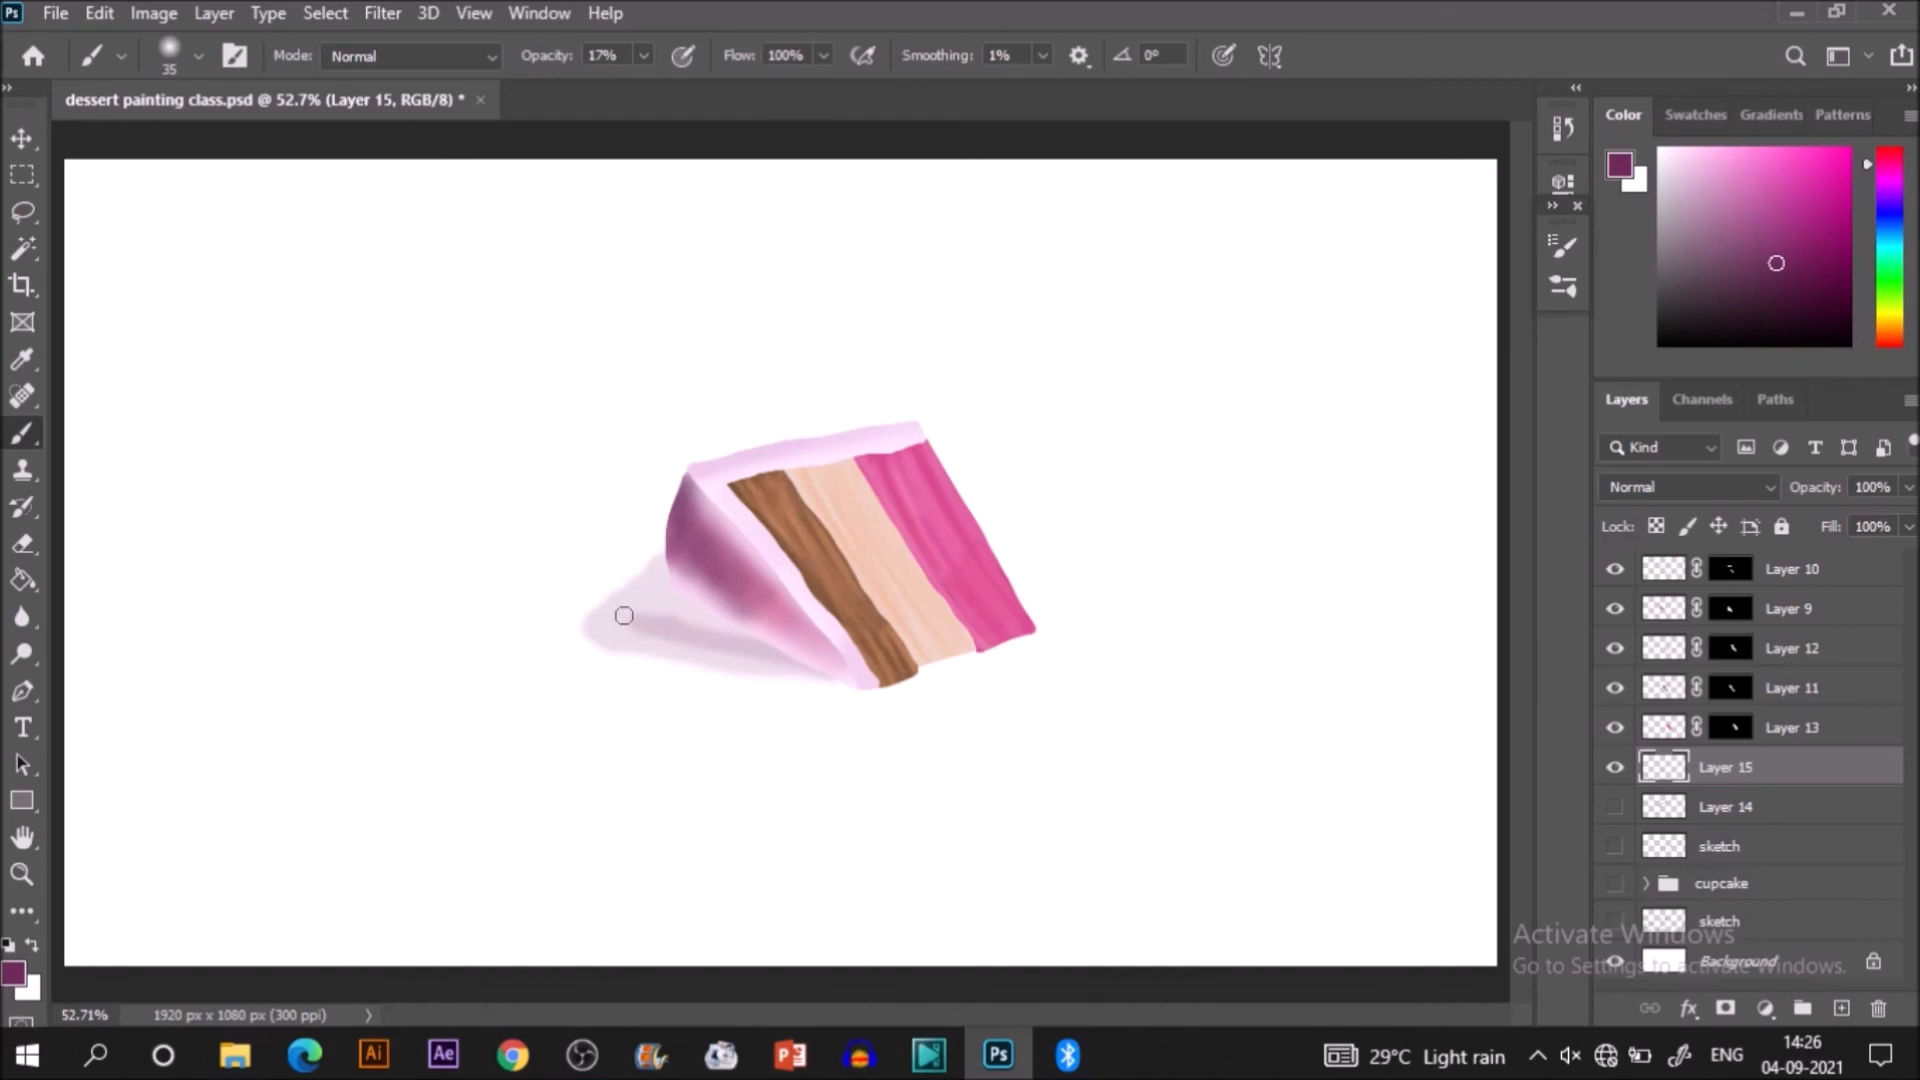 Ps File Edit Image Layer Type Select Filter 3D View Window Help
35 Mode: Normal Opacity: 17% Flow: 100% Smoothing: 1% 0°
dessert painting class.psd @ 52.7% (Layer 15, RGB/8) *
Color Swatches Gradients Patterns
Layers Channels Paths
Kind
Normal Opacity: 100%
Lock: Fill: 100%
Layer 10
Layer 9
Layer 12
Layer 11
Layer 13
Layer 15
Layer 14
sketch
cupcake
sketch
Activate Windows
Background
Go to Settings to activate Windows.
52.71% 1920 px x 1080 px (300 ppi)
Ai Ae Ps 29°C Light rain ENG 14:26
04-09-2021